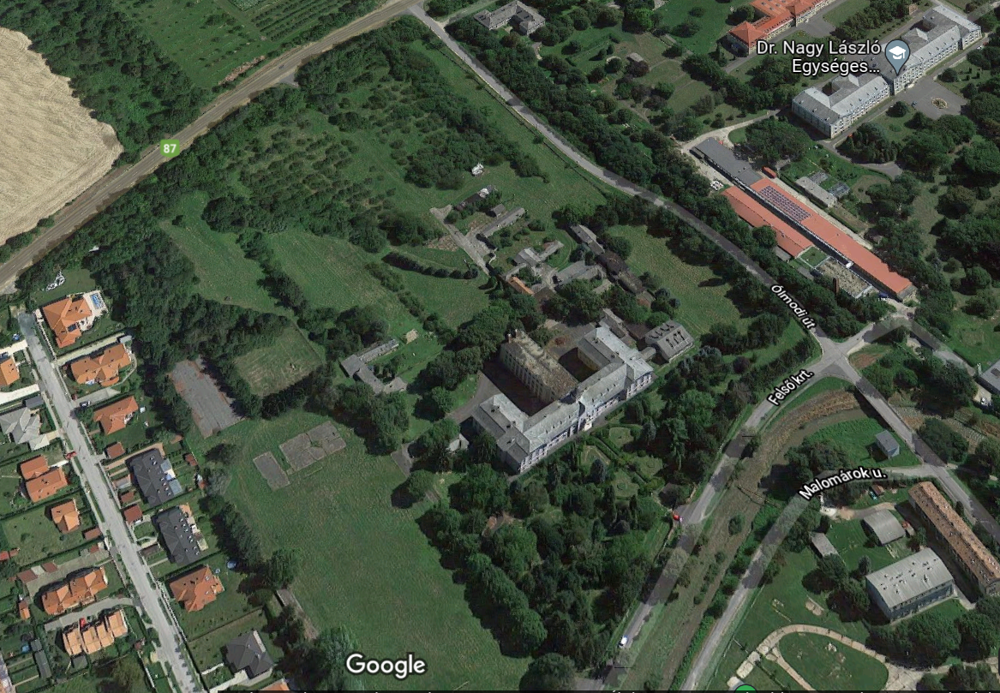 Dr. Nagy László
Egységes...
87
Ólmodi út
Felső krt.
Malomárok u.
Google